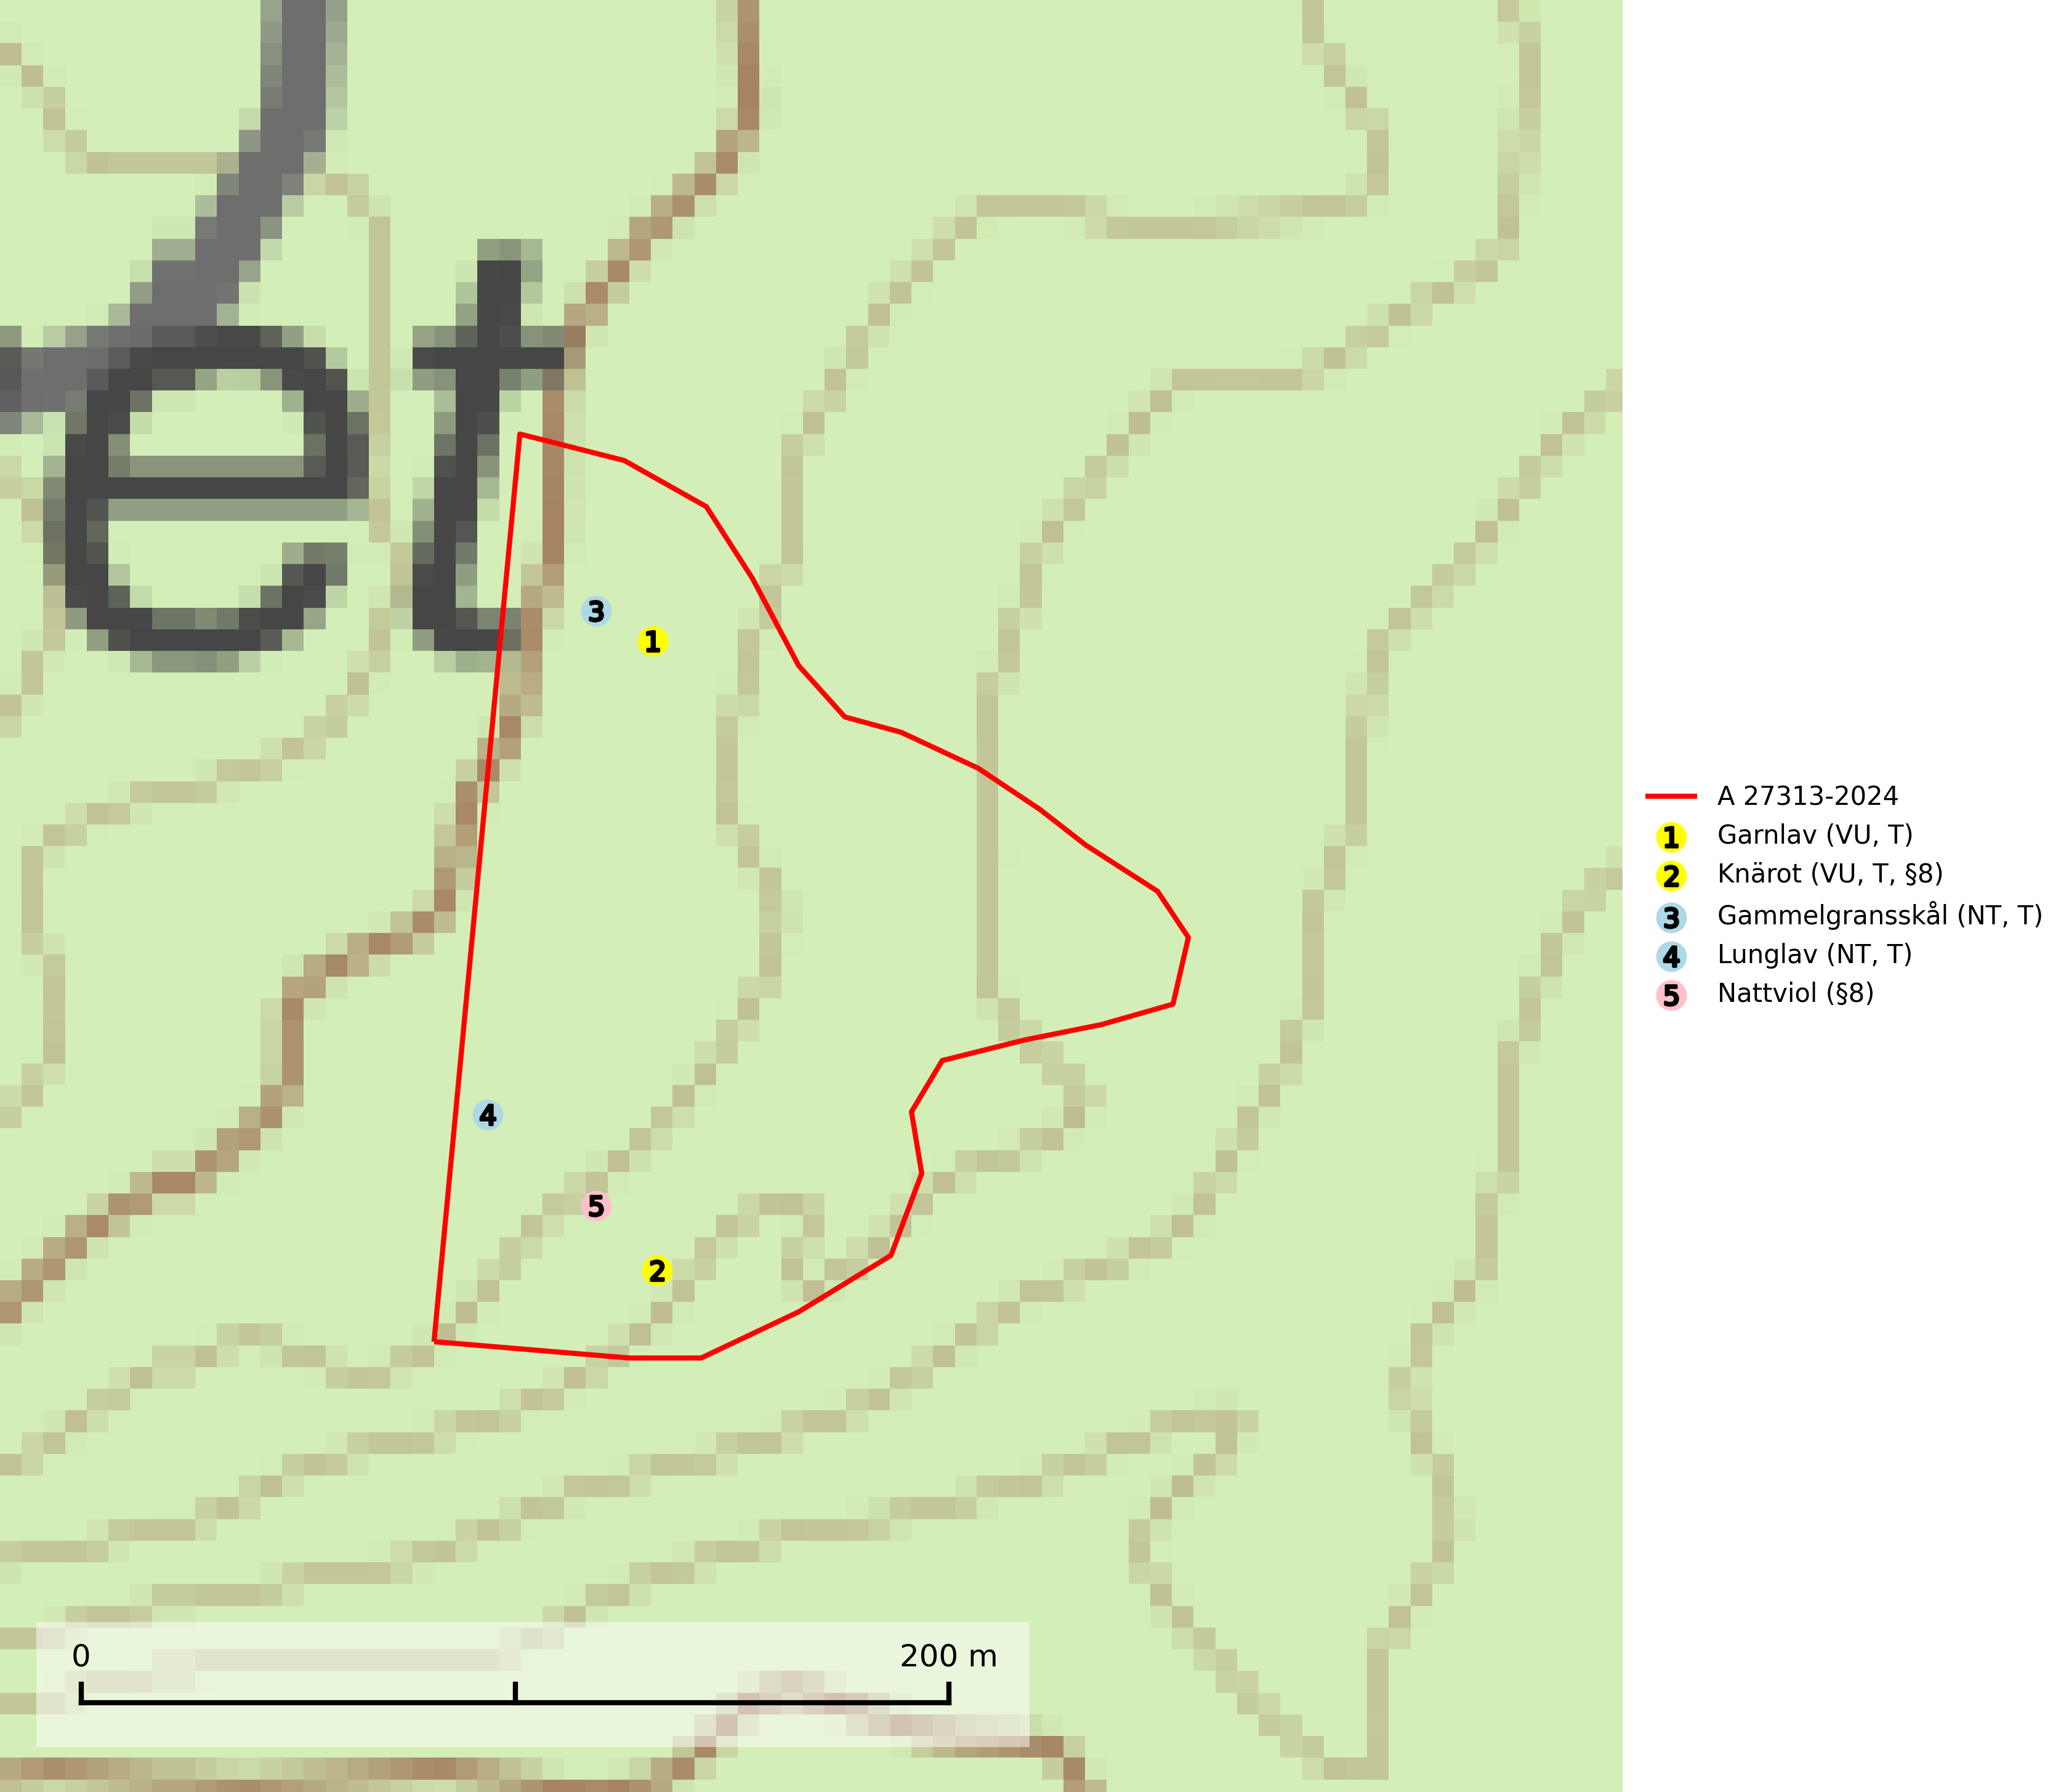 et
3
1
4
5
2
0 200 m
A 27313-2024
1 Garnlav (VU, T)
2 Knärot (VU, T, §8)
3 Gammelgransskål (NT, T)
4 Lunglav (NT, T)
5 Nattviol (§8)